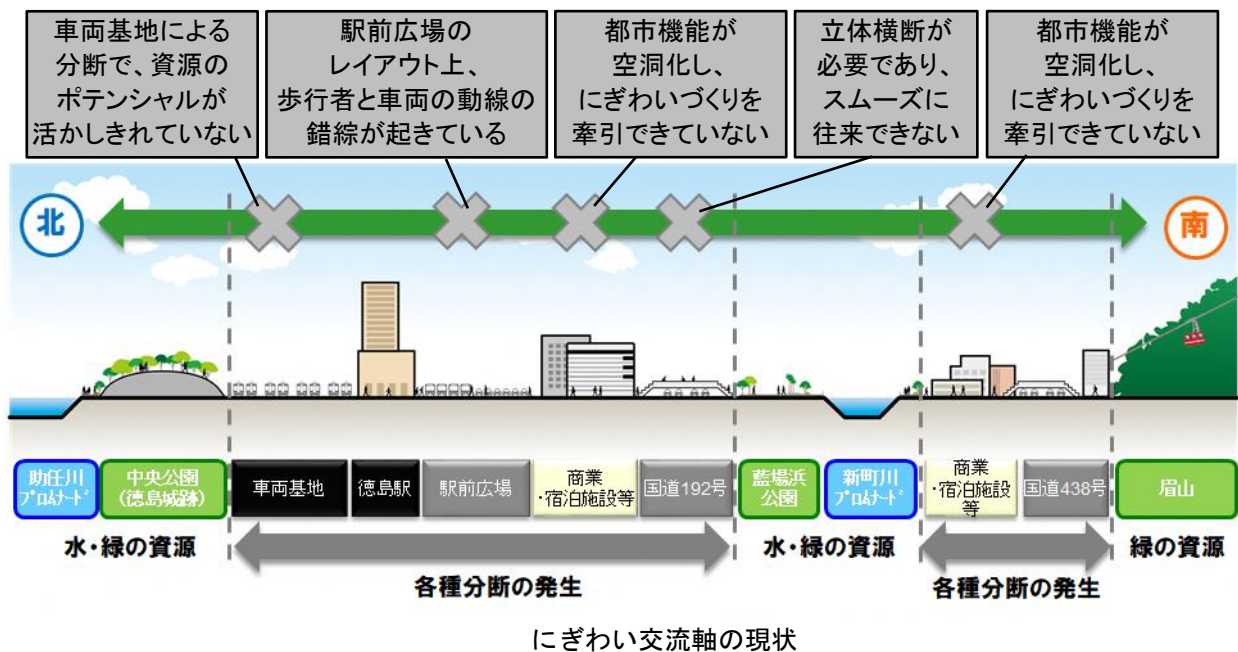 車両基地による
分断で、資源の
ポテンシャルが
活かしきれていない
駅前広場の
レイアウト上、
歩行者と車両の動線の
錯綜が起きている
都市機能が
空洞化し、
にぎわいづくりを
牽引できていない
立体横断が
必要であり、
スムーズに
往来できない
都市機能が
空洞化し、
にぎわいづくりを
牽引できていない
北
南
助任川
ﾌﾟﾛﾑﾅｰﾄﾞ
中央公園
(徳島城跡)
車両基地
徳島駅
駅前広場
商業
・宿泊施設等
国道192号
藍場浜
公園
新町川
ﾌﾟﾛﾑﾅｰﾄﾞ
商業
・宿泊施設
等
国道438号
眉山
水・緑の資源
水・緑の資源
緑の資源
各種分断の発生
各種分断の発生
にぎわい交流軸の現状